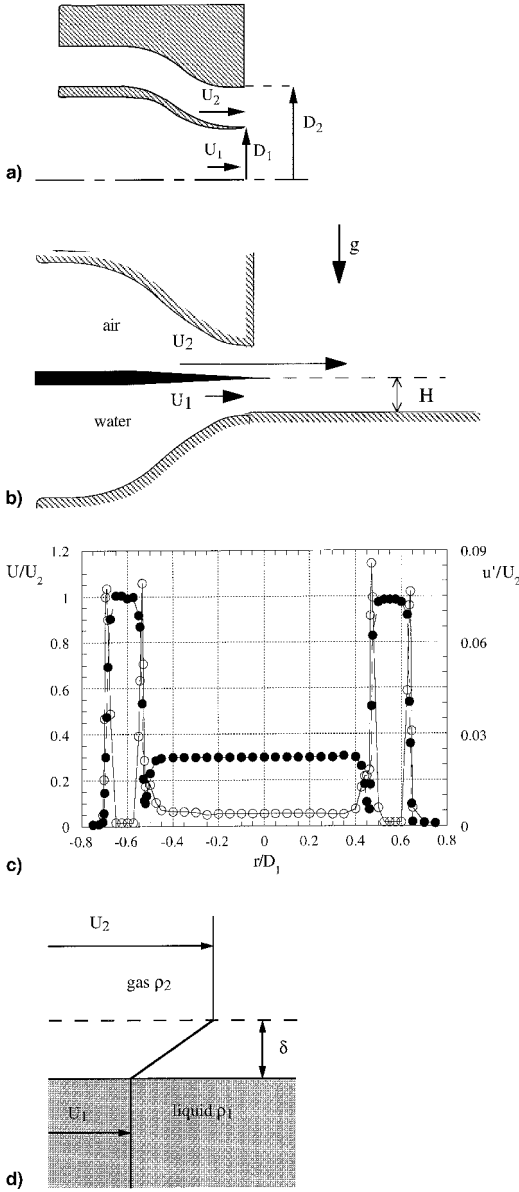 U₂
D₂
U₁
D₁
a)
g
air
U₂
U₁
H
water
b)
U/U₂
u'/U₂
1.2
1
0.8
0.6
0.4
0.2
0
0.09
0.06
0.03
0
-0.8 -0.6 -0.4 -0.2 0 0.2 0.4 0.6 0.8
r/D₁
c)
U₂
gas ρ₂
δ
U₁
liquid ρ₁
d)